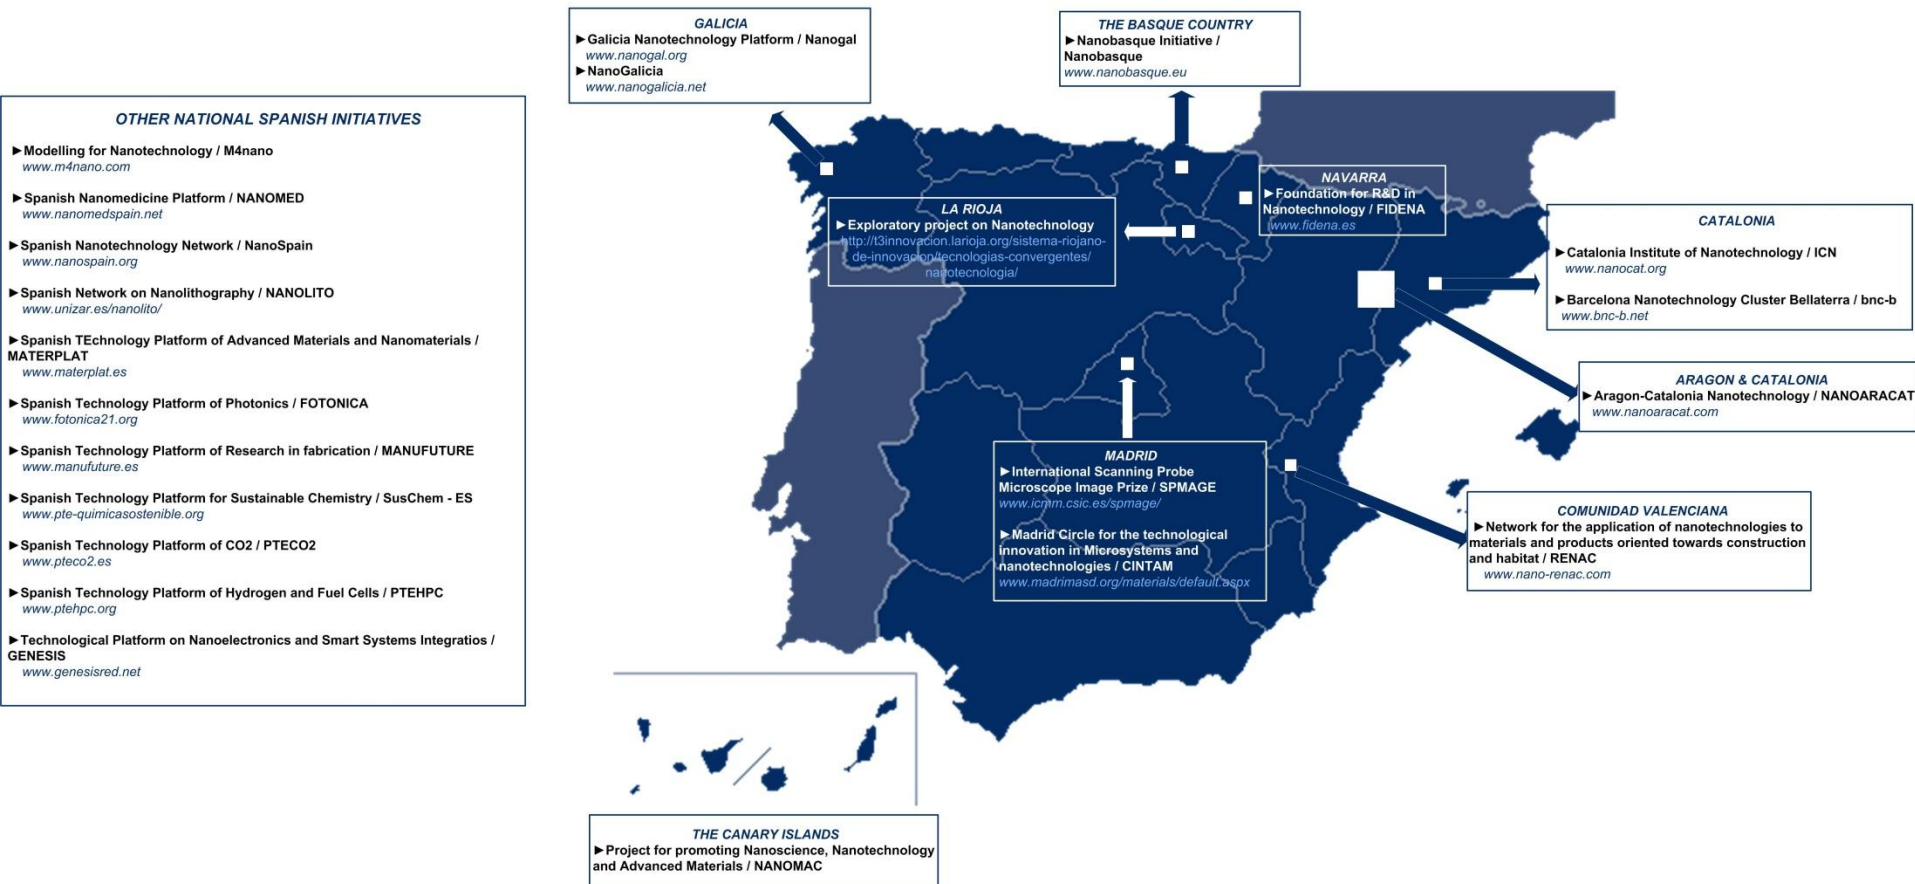 GALICIA
►Galicia Nanotechnology Platform / Nanogal
www.nanogal.org
►NanoGalicia
www.nanogalicia.net
THE BASQUE COUNTRY
►Nanobasque Initiative /
Nanobasque
www.nanobasque.eu
OTHER NATIONAL SPANISH INITIATIVES
►Modelling for Nanotechnology / M4nano
www.m4nano.com
►Spanish Nanomedicine Platform / NANOMED
www.nanomedspain.net
►Spanish Nanotechnology Network / NanoSpain
www.nanospain.org
►Spanish Network on Nanolithography / NANOLITO
www.unizar.es/nanolito/
►Spanish TEchnology Platform of Advanced Materials and Nanomaterials /
MATERPLAT
www.materplat.es
►Spanish Technology Platform of Photonics / FOTONICA
www.fotonica21.org
►Spanish Technology Platform of Research in fabrication / MANUFUTURE
www.manufuture.es
►Spanish Technology Platform for Sustainable Chemistry / SusChem - ES
www.pte-quimicasostenible.org
►Spanish Technology Platform of CO2 / PTECO2
www.pteco2.es
►Spanish Technology Platform of Hydrogen and Fuel Cells / PTEHPC
www.ptehpc.org
►Technological Platform on Nanoelectronics and Smart Systems Integratios /
GENESIS
www.genesisred.net
NAVARRA
►Foundation for R&D in
Nanotechnology / FIDENA
www.fidena.es
LA RIOJA
►Exploratory project on Nanotechnology
http://t3innovacion.larioja.org/sistema-riojano-
de-innovacion/tecnologias-convergentes/
nanotecnologia/
CATALONIA
►Catalonia Institute of Nanotechnology / ICN
www.nanocat.org
►Barcelona Nanotechnology Cluster Bellaterra / bnc-b
www.bnc-b.net
ARAGON & CATALONIA
►Aragon-Catalonia Nanotechnology / NANOARACAT
www.nanoaracat.com
MADRID
►International Scanning Probe
Microscope Image Prize / SPMAGE
www.icmm.csic.es/spmage/
►Madrid Circle for the technological
innovation in Microsystems and
nanotechnologies / CINTAM
www.madrimasd.org/materials/default.aspx
COMUNIDAD VALENCIANA
►Network for the application of nanotechnologies to
materials and products oriented towards construction
and habitat / RENAC
www.nano-renac.com
THE CANARY ISLANDS
►Project for promoting Nanoscience, Nanotechnology
and Advanced Materials / NANOMAC